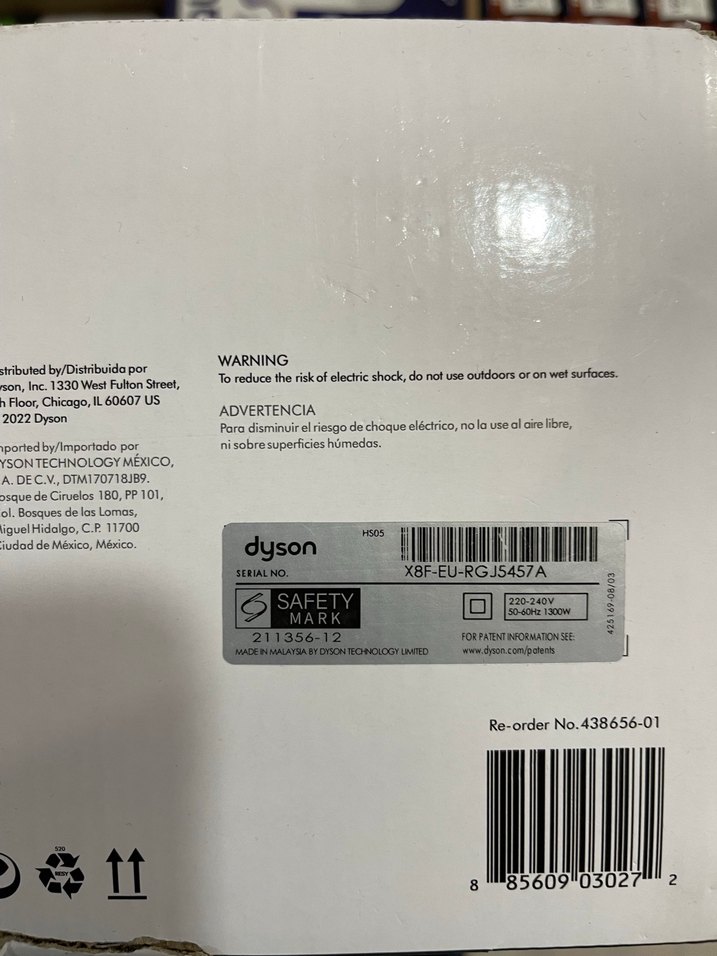 stributed by/Distribuida por
yson, Inc. 1330 West Fulton Street,
h Floor, Chicago, IL 60607 US
2022 Dyson
nported by/Importado por
YSON TECHNOLOGY MÉXICO,
A. DE C.V., DTM170718JB9.
osque de Ciruelos 180, PP 101,
ol. Bosques de las Lomas,
iguel Hidalgo, C.P. 11700
iudad de México, México.
WARNING
To reduce the risk of electric shock, do not use outdoors or on wet surfaces.
ADVERTENCIA
Para disminuir el riesgo de choque eléctrico, no la use al aire libre,
ni sobre superficies húmedas.
dyson
HS05
SERIAL NO.
X8F-EU-RGJ5457A
SAFETY
MARK
211356-12
220-240V
50-60Hz 1300W
MADE IN MALAYSIA BY DYSON TECHNOLOGY LIMITED
FOR PATENT INFORMATION SEE:
www.dyson.com/patents
425169-08/03
Re-order No. 438656-01
8 85609 03027 2
520
RESY